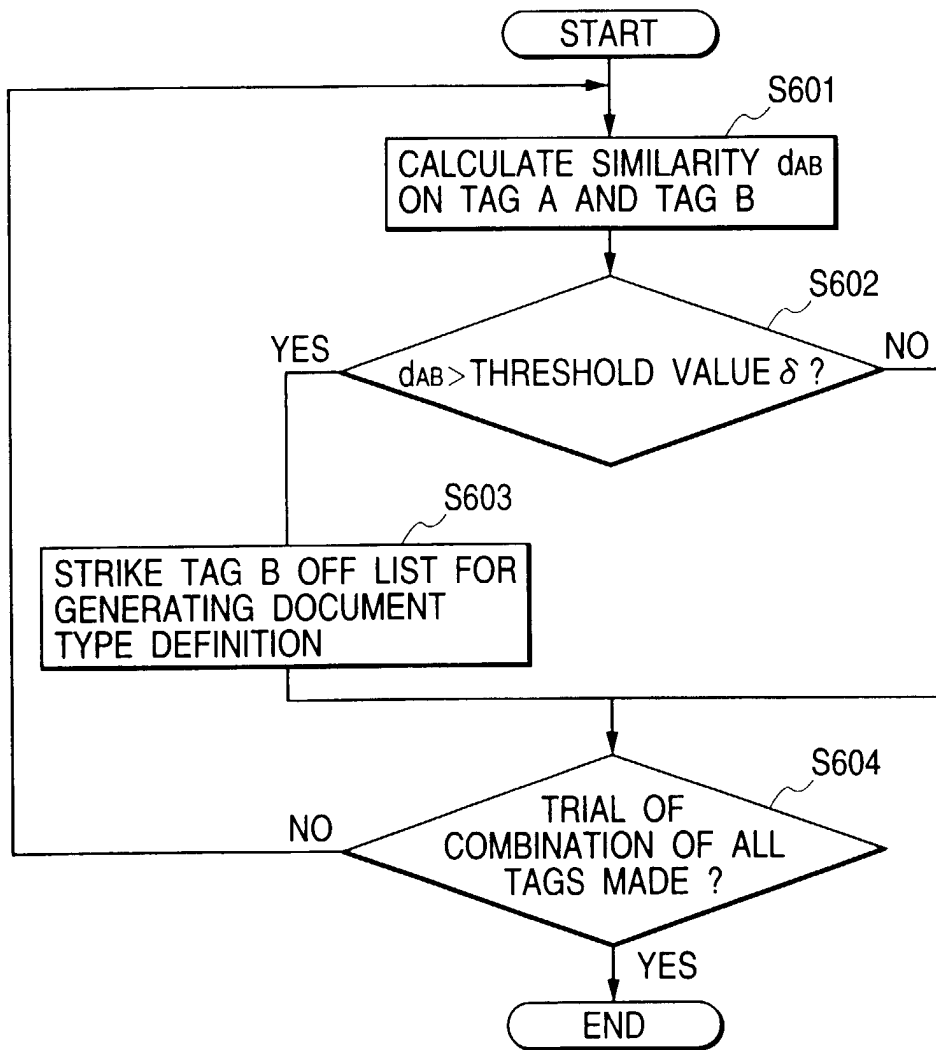 START
S601
CALCULATE SIMILARITY dAB
ON TAG A AND TAG B
S602
YES
NO
dAB > THRESHOLD VALUE δ ?
S603
STRIKE TAG B OFF LIST FOR
GENERATING DOCUMENT
TYPE DEFINITION
S604
NO
TRIAL OF
COMBINATION OF ALL
TAGS MADE ?
YES
END